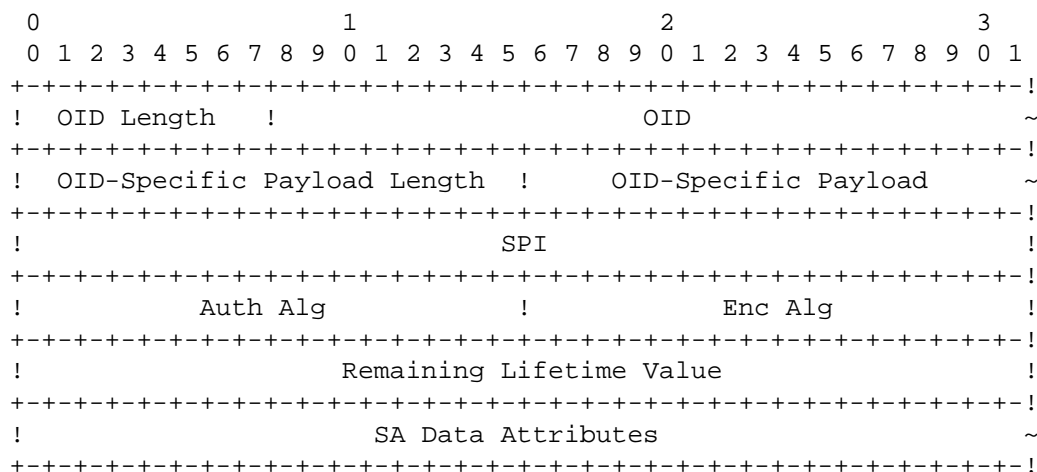 0                   1                   2                   3
0 1 2 3 4 5 6 7 8 9 0 1 2 3 4 5 6 7 8 9 0 1 2 3 4 5 6 7 8 9 0 1
+-+-+-+-+-+-+-+-+-+-+-+-+-+-+-+-+-+-+-+-+-+-+-+-+-+-+-+-+-+-+-+-!
!  OID Length   !                       OID                     ~
+-+-+-+-+-+-+-+-+-+-+-+-+-+-+-+-+-+-+-+-+-+-+-+-+-+-+-+-+-+-+-+-!
!  OID-Specific Payload Length  !     OID-Specific Payload      ~
+-+-+-+-+-+-+-+-+-+-+-+-+-+-+-+-+-+-+-+-+-+-+-+-+-+-+-+-+-+-+-+-!
!                              SPI                              !
+-+-+-+-+-+-+-+-+-+-+-+-+-+-+-+-+-+-+-+-+-+-+-+-+-+-+-+-+-+-+-+-!
!           Auth Alg            !            Enc Alg            !
+-+-+-+-+-+-+-+-+-+-+-+-+-+-+-+-+-+-+-+-+-+-+-+-+-+-+-+-+-+-+-+-!
!                    Remaining Lifetime Value                   !
+-+-+-+-+-+-+-+-+-+-+-+-+-+-+-+-+-+-+-+-+-+-+-+-+-+-+-+-+-+-+-+-!
!                      SA Data Attributes                       ~
+-+-+-+-+-+-+-+-+-+-+-+-+-+-+-+-+-+-+-+-+-+-+-+-+-+-+-+-+-+-+-+-!